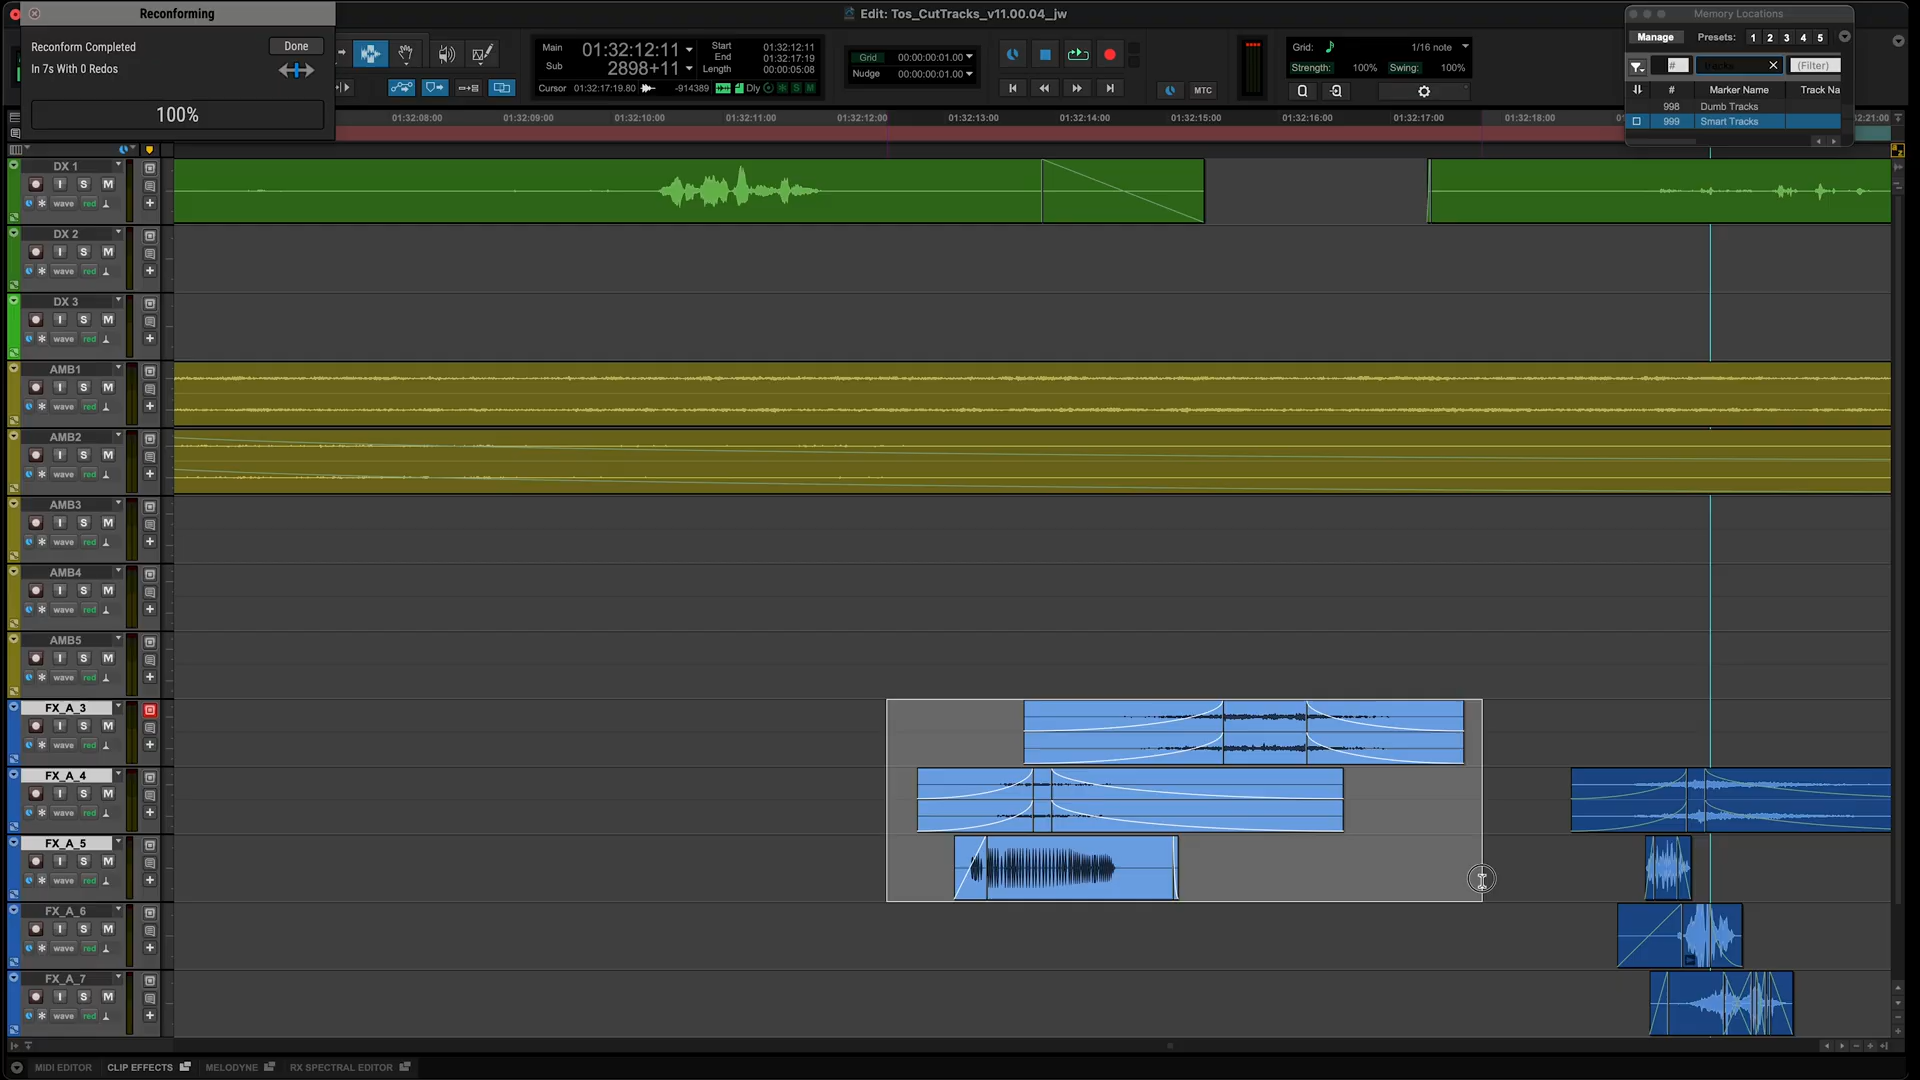 Reconforming
Reconform Completed
Done
In 7s With 0 Redos
100%
Edit: Tos_CutTracks_v11.00.04_jw
Main 01:32:12:11
Sub 2898+11
Start 01:32:12:11
End 01:32:17:19
Length 00:00:05:08
Cursor 01:32:17:19.80 -914389 Dly S M
Grid 00:00:00:01.00
Nudge 00:00:00:01.00
MTC
Grid: 1/16 note
Strength: 100% Swing: 100%
Memory Locations
Manage Presets: 1 2 3 4 5
# (Filter)
# Marker Name Track Na
998 Dumb Tracks
999 Smart Tracks
01:32:08:00 01:32:09:00 01:32:10:00 01:32:11:00 01:32:12:00 01:32:13:00 01:32:14:00 01:32:15:00 01:32:16:00 01:32:17:00 01:32:18:00 :21:00
DX 1
I S M
wave red
DX 2
I S M
wave red
DX 3
I S M
wave red
AMB1
I S M
wave red
AMB2
I S M
wave red
AMB3
I S M
wave red
AMB4
I S M
wave red
AMB5
I S M
wave red
FX_A_3
I S M
wave red
FX_A_4
I S M
wave red
FX_A_5
I S M
wave red
FX_A_6
I S M
wave red
FX_A_7
I S M
wave red
MIDI EDITOR CLIP EFFECTS MELODYNE RX SPECTRAL EDITOR